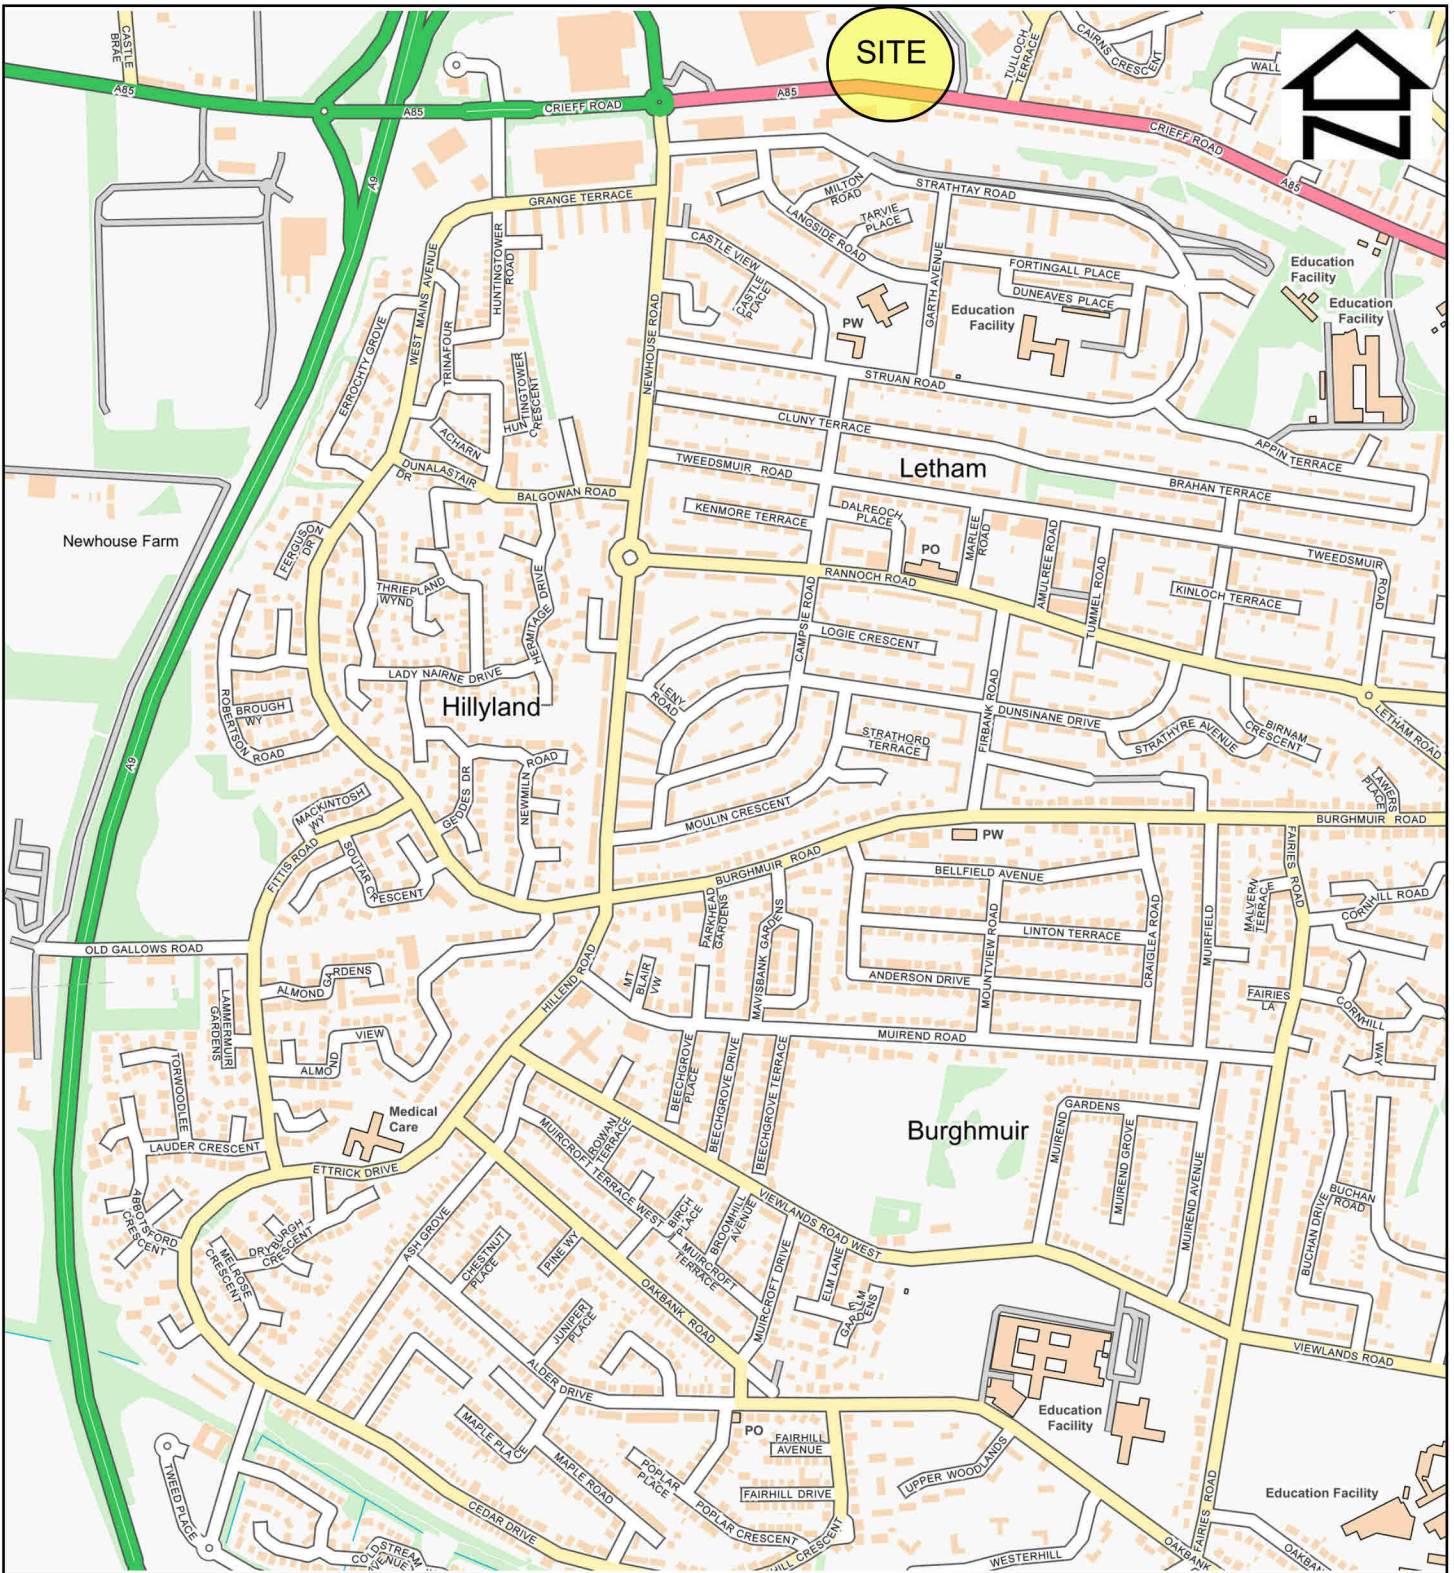 CASTLE
BRAE
SITE
TULLOCH
TERRACE
CAIRNS
CRESCENT
WALL
N
A85
A85
CRIEFF ROAD
A85
CRIEFF ROAD
A85
A9
GRANGE TERRACE
MILTON
ROAD
STRATHTAY ROAD
TARVIE
PLACE
LANGSIDE ROAD
HUNTINGTOWER
ROAD
CASTLE VIEW
CASTLE
PLACE
GARTH AVENUE
FORTINGALL PLACE
DUNEAVES PLACE
Education
Facility
Education
Facility
Education
Facility
PW
WEST MAINS AVENUE
ERROCHTY GROVE
TRINAFOUR
NEWHOUSE ROAD
HUNTINGTOWER
CRESCENT
STRUAN ROAD
ACHARN
CLUNY TERRACE
APPIN TERRACE
DUNALASTAIR
DR
BALGOWAN ROAD
TWEEDSMUIR ROAD
Letham
BRAHAN TERRACE
KENMORE TERRACE
DALREOCH
PLACE
MARLEE
ROAD
AMULREE ROAD
TUMMEL ROAD
TWEEDSMUIR
ROAD
Newhouse Farm
FERGUSON
DR
PO
RANNOCH ROAD
KINLOCH TERRACE
THRIEPLAND
WYND
HERMITAGE DRIVE
CAMPSIE ROAD
LOGIE CRESCENT
LADY NAIRNE DRIVE
Hillyland
LLENY
ROAD
FIRBANK ROAD
DUNSINANE DRIVE
STRATHYRE AVENUE
BIRNAM
CRESCENT
LETHAM ROAD
ROBERTSON ROAD
BROUGH
WY
STRATHORD
TERRACE
A9
GEDDES DR
NEWMILN ROAD
MACKINTOSH
WY
MOULIN CRESCENT
LAWERS
PLACE
BURGHMUIR ROAD
PW
FITTIS ROAD
SOUTAR CRESCENT
BURGHMUIR ROAD
BELLFIELD AVENUE
FAIRIES ROAD
MALVERN
TERRACE
CORNHILL ROAD
PARKHEAD
GARDENS
MAVISBANK GARDENS
MOUNTVIEW ROAD
LINTON TERRACE
CRAIGLEA ROAD
MUIRFIELD
OLD GALLOWS ROAD
HILLEND ROAD
MT
BLAIR
VW
ANDERSON DRIVE
ALMOND GARDENS
LAMMERMUIR
GARDENS
FAIRIES
LA
CORNHILL
WAY
ALMOND VIEW
MUIREND ROAD
TORWOODLEE
BEECHGROVE
PLACE
BEECHGROVE DRIVE
BEECHGROVE TERRACE
Medical
Care
Burghmuir
MUIREND GARDENS
MUIREND GROVE
MUIREND AVENUE
LAUDER CRESCENT
ETTRICK DRIVE
ROWAN
TERRACE
MUIRCROFT TERRACE WEST
BIRCH
PLACE
BROOMHILL
AVENUE
VIEWLANDS ROAD WEST
BUCHAN
ROAD
BUCHAN DRIVE
ABBOTSFORD
CRESCENT
DRYBURGH
CRESCENT
MELROSE
CRESCENT
ASH GROVE
CHESTNUT
PLACE
PINE WY
MUIRCROFT
TERRACE
MUIRCROFT DRIVE
ELM LANE
ELM
GARDENS
OAKBANK ROAD
JUNIPER
PLACE
VIEWLANDS ROAD
ALDER DRIVE
Education
Facility
MAPLE PLACE
PO
FAIRHILL
AVENUE
MAPLE ROAD
POPLAR
PLACE
FAIRHILL DRIVE
UPPER WOODLANDS
FAIRIES ROAD
Education Facility
TWEED PLACE
CEDAR DRIVE
POPLAR CRESCENT
HILL CRESCENT
COLDSTREAM
AVENUE
WESTERHILL
OAKBANK
OAKBAN